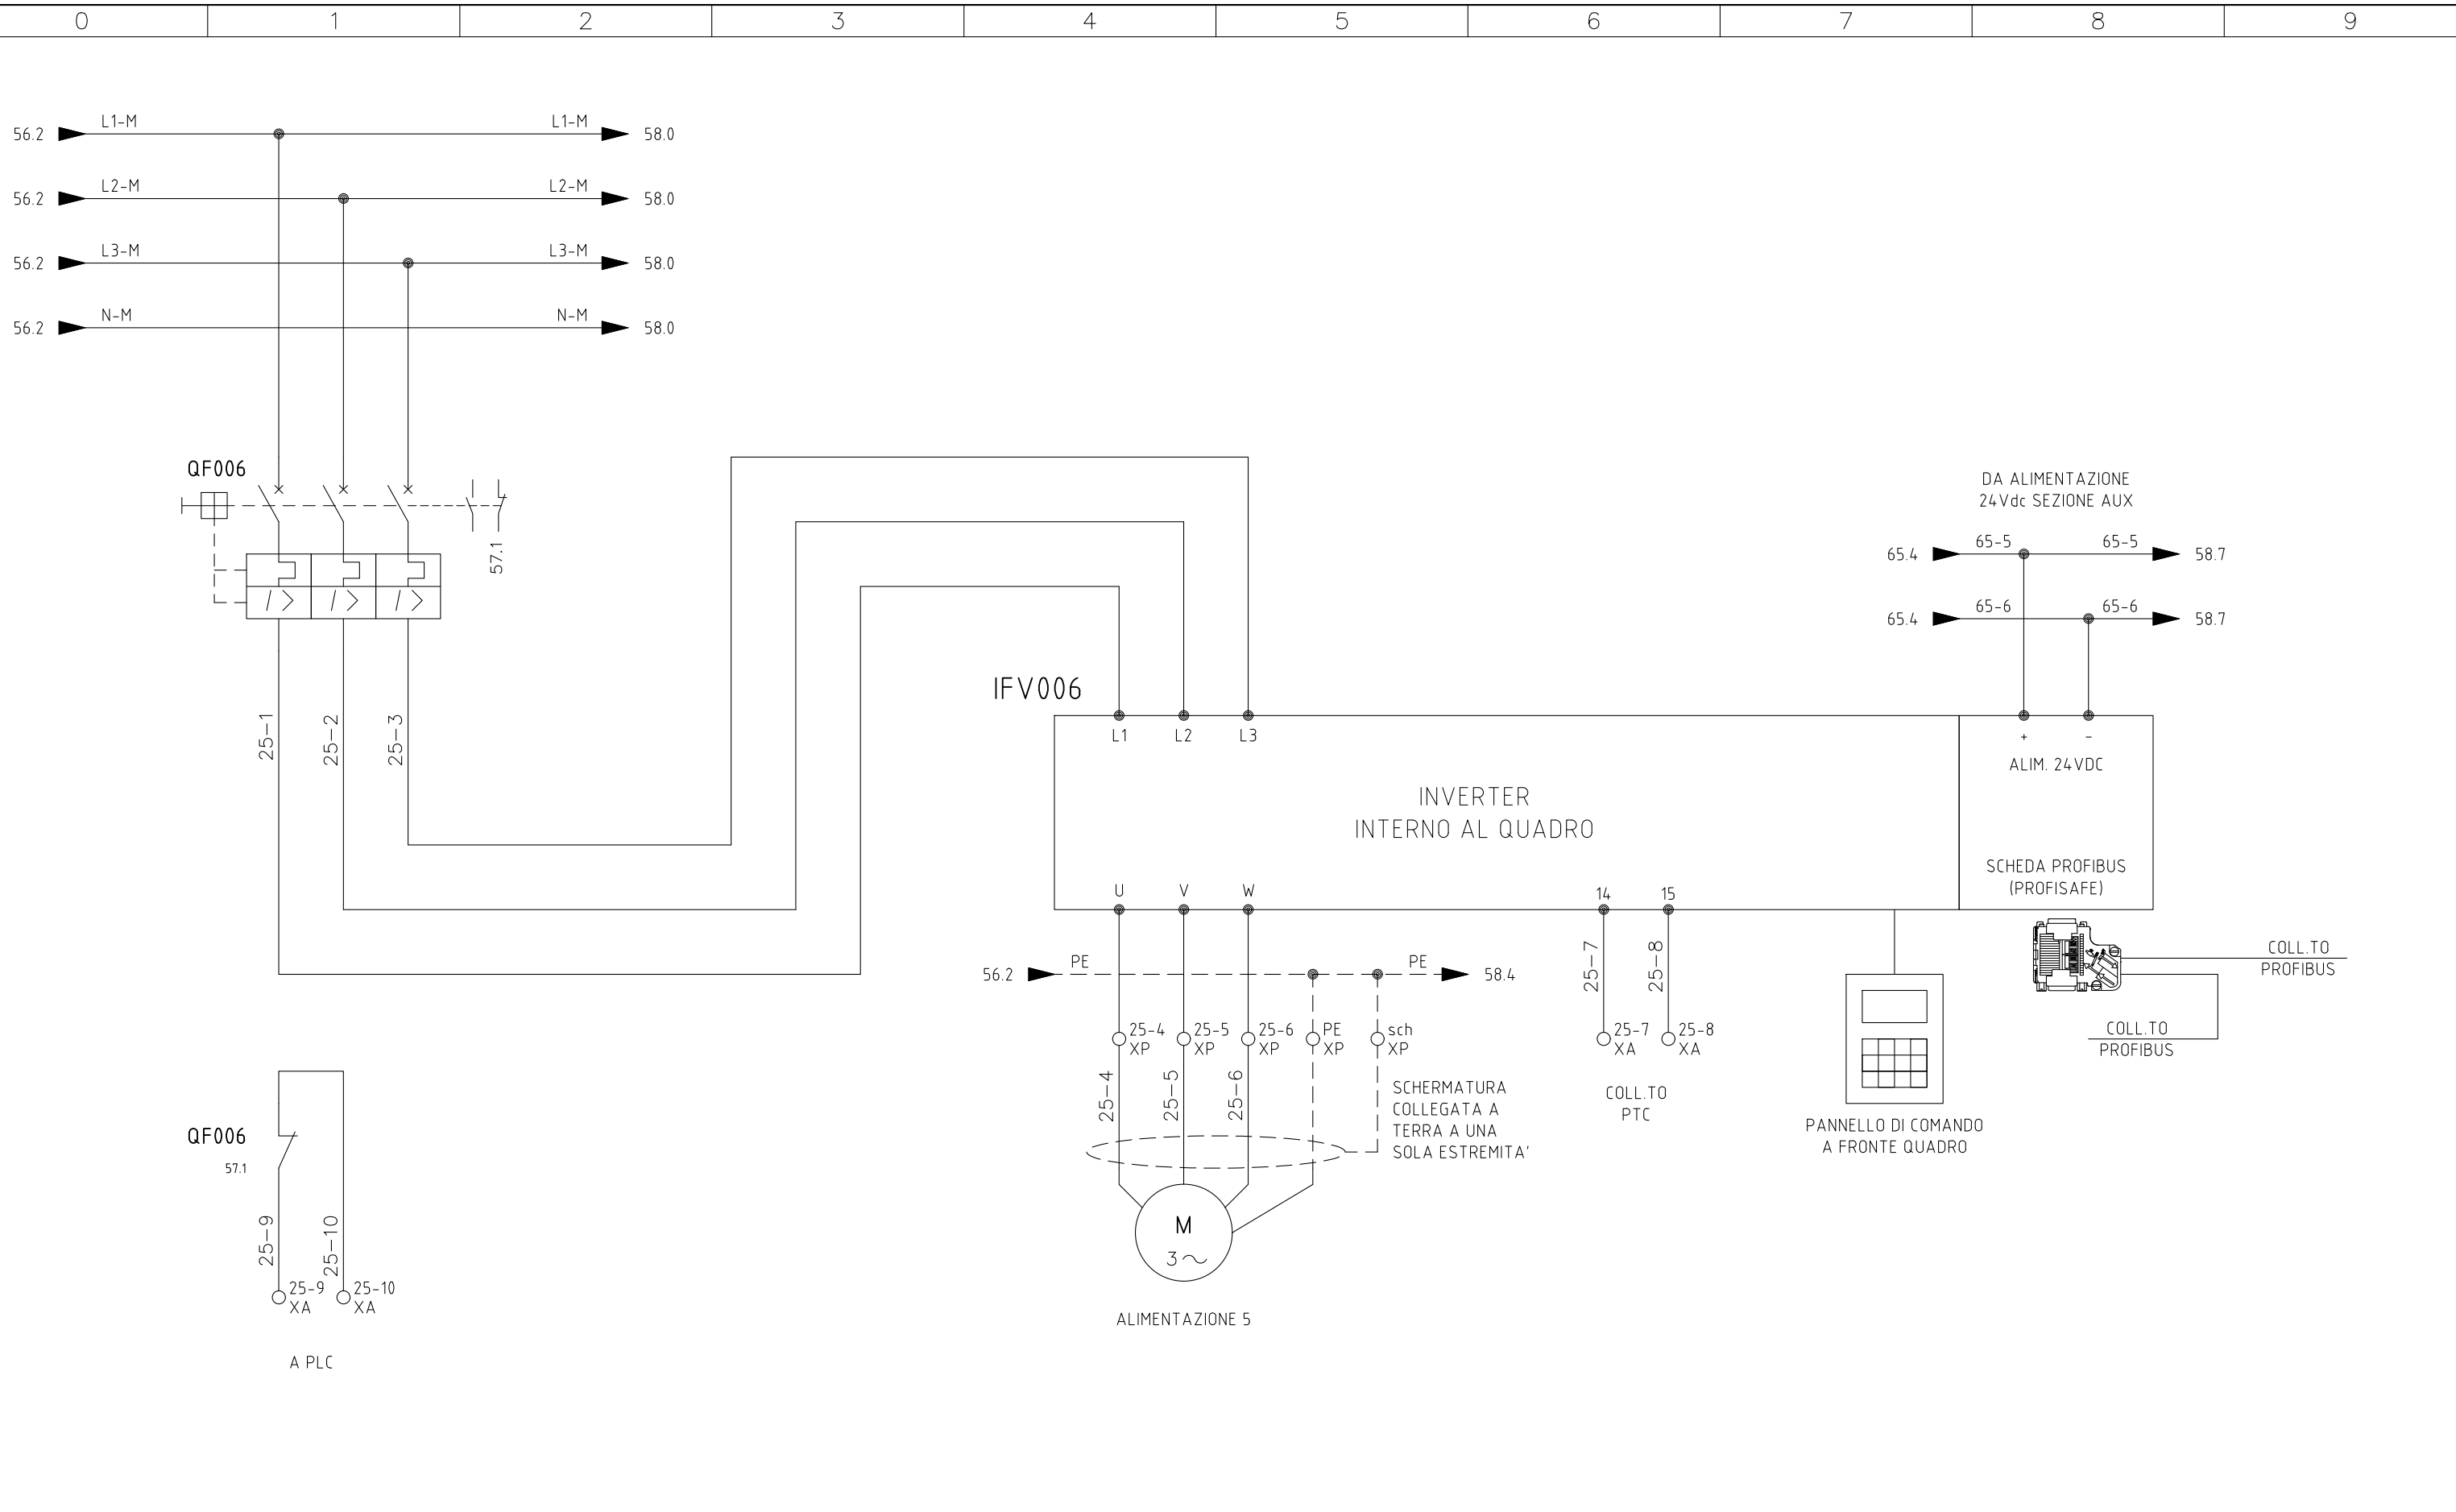 0 1 2 3 4 5 6 7 8 9
56.2 L1-M L1-M 58.0
56.2 L2-M L2-M 58.0
56.2 L3-M L3-M 58.0
56.2 N-M N-M 58.0
QF006
57.1
I> I> I>
25-1
25-2
25-3
DA ALIMENTAZIONE
24Vdc SEZIONE AUX
65.4 65-5 65-5 58.7
65.4 65-6 65-6 58.7
IFV006
L1 L2 L3
+ -
ALIM. 24VDC
INVERTER
INTERNO AL QUADRO
SCHEDA PROFIBUS
(PROFISAFE)
U V W 14 15
56.2 PE PE 58.4
25-7
25-8
COLL.TO
PROFIBUS
COLL.TO
PROFIBUS
25-4 25-5 25-6 PE sch 25-7 25-8
XP XP XP XP XP XA XA
25-4
25-5
25-6
SCHERMATURA
COLLEGATA A
TERRA A UNA
SOLA ESTREMITA'
COLL.TO
PTC
PANNELLO DI COMANDO
A FRONTE QUADRO
M
3~
ALIMENTAZIONE 5
QF006
57.1
25-9
25-10
25-9 25-10
XA XA
A PLC